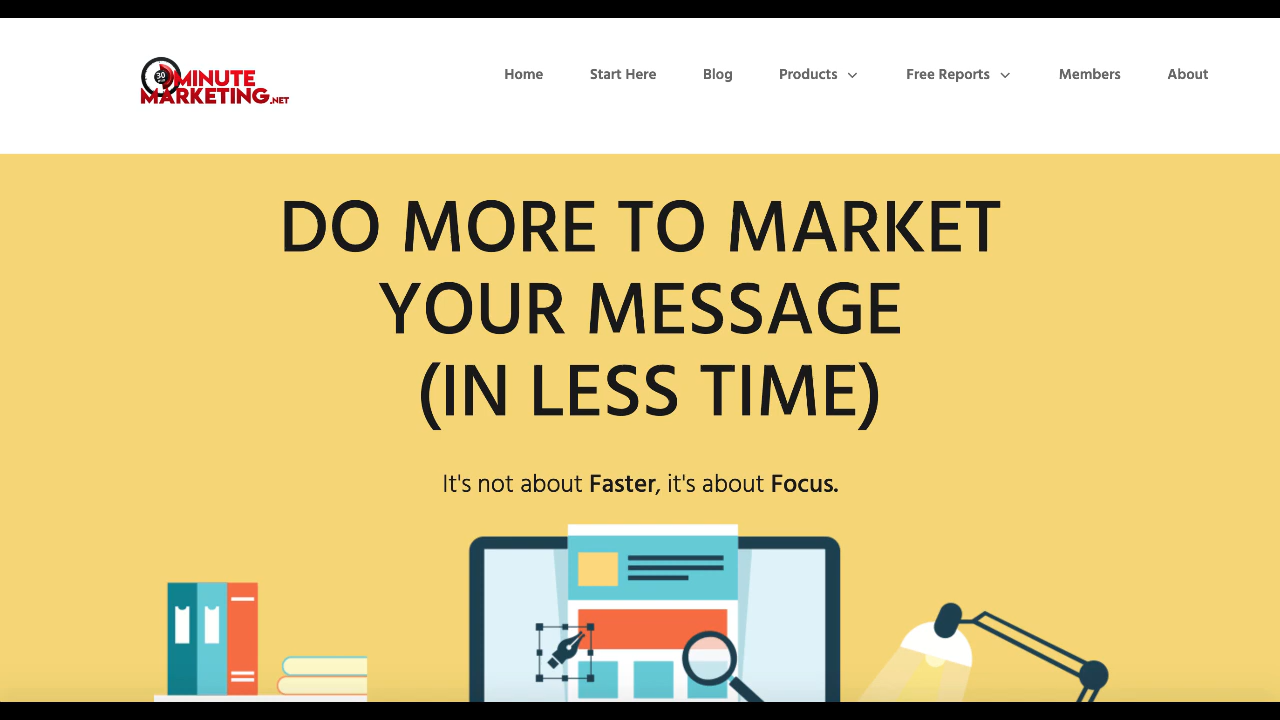 30
MINUTE
MARKETING.NET
Home Start Here Blog Products Free Reports Members About
DO MORE TO MARKET
YOUR MESSAGE
(IN LESS TIME)
It's not about Faster, it's about Focus.